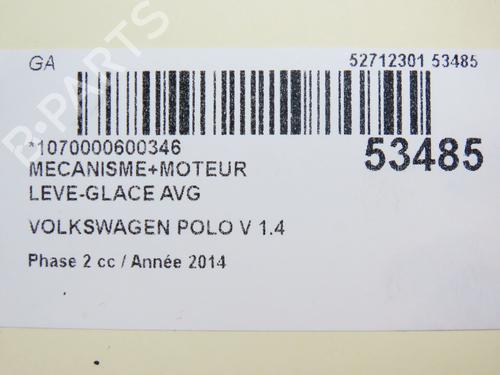 GA
52712301 53485
*1070000600346
53485
MECANISME+MOTEUR
LEVE-GLACE AVG
VOLKSWAGEN POLO V 1.4
Phase 2 cc / Année 2014
B-PARTS